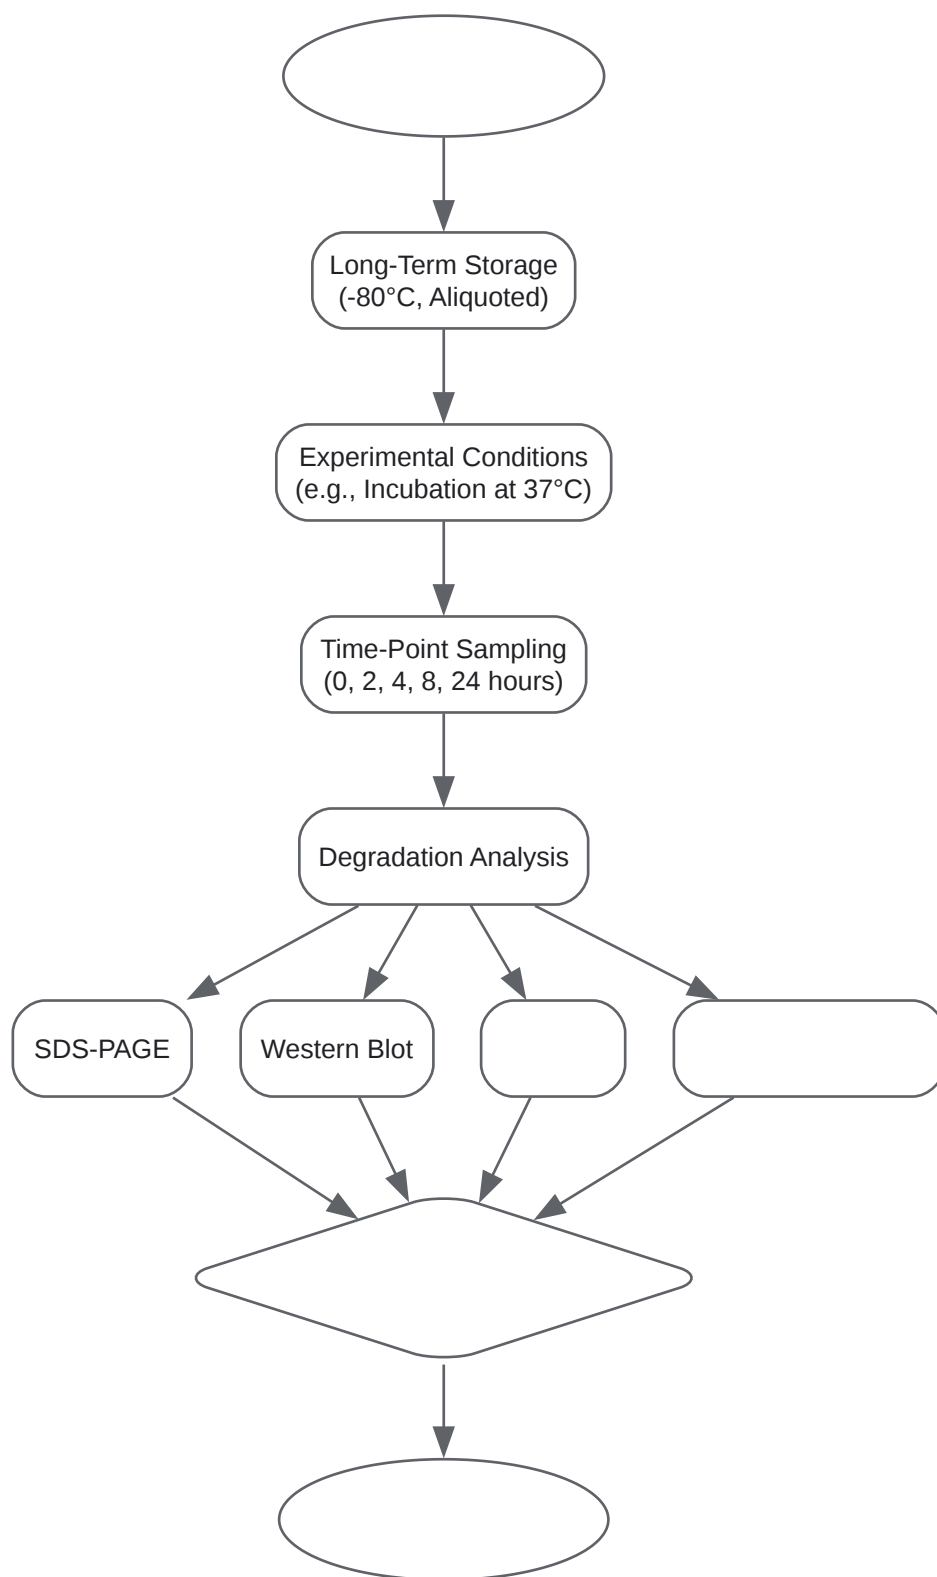 Long-Term Storage
(-80°C, Aliquoted)
Experimental Conditions
(e.g., Incubation at 37°C)
Time-Point Sampling
(0, 2, 4, 8, 24 hours)
Degradation Analysis
SDS-PAGE
Western Blot